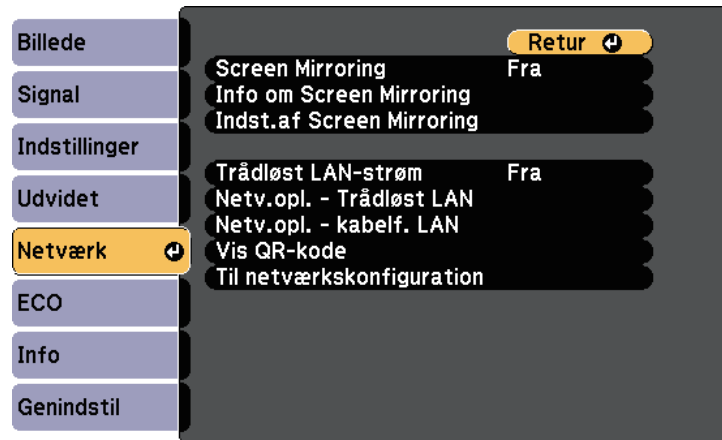 Billede
Signal
Indstillinger
Udvidet
Netværk
ECO
Info
Genindstil
Retur
Screen Mirroring Fra
Info om Screen Mirroring
Indst.af Screen Mirroring
Trådløst LAN-strøm Fra
Netv.opl. - Trådløst LAN
Netv.opl. - kabelf. LAN
Vis QR-kode
Til netværkskonfiguration